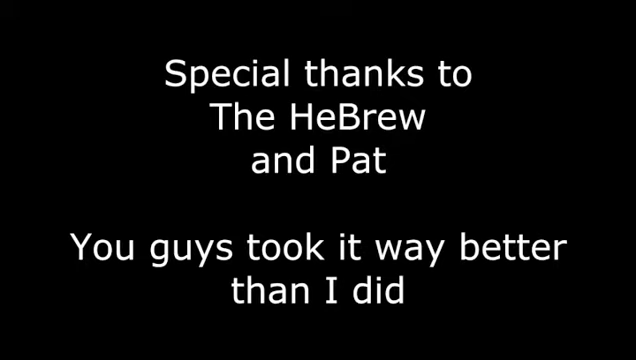 Special thanks to
The HeBrew
and Pat
You guys took it way better
than I did